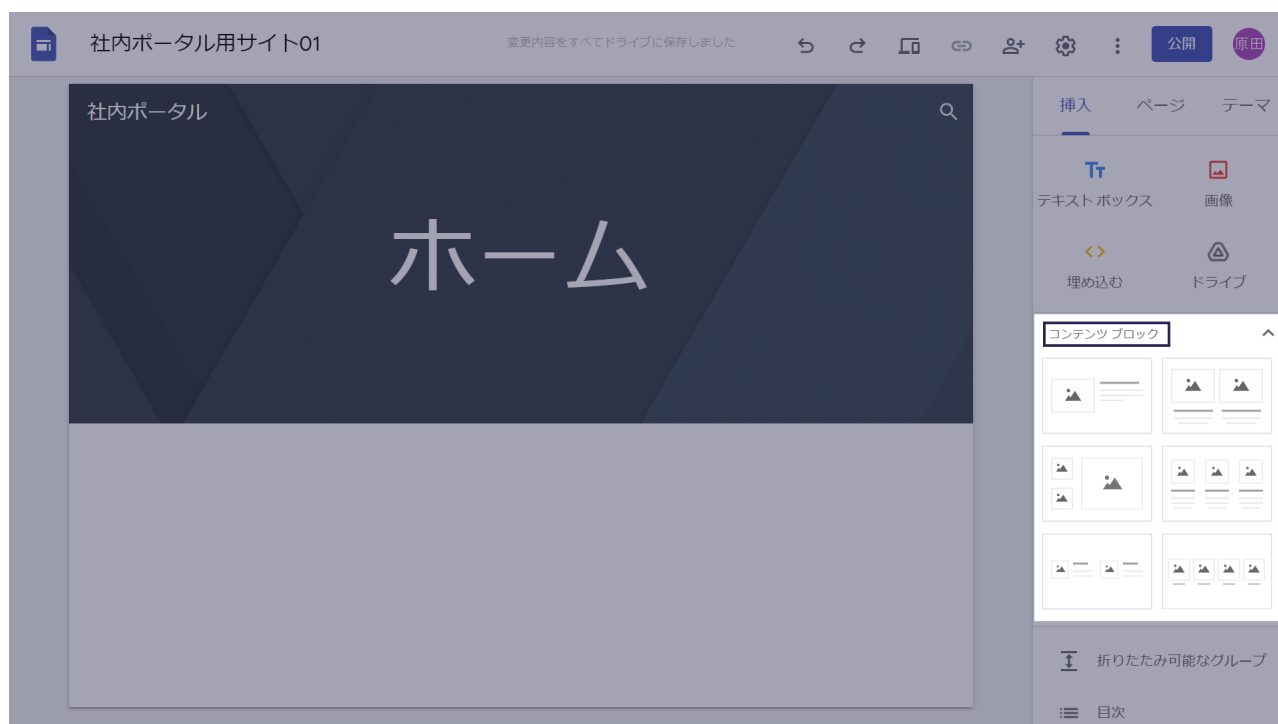 社内ポータル用サイト01
変更内容をすべてドライブに保存しました
公開
原田
社内ポータル
ホーム
挿入 ページ テーマ
テキスト ボックス 画像
埋め込む ドライブ
コンテンツ ブロック
折りたたみ可能なグループ
目次